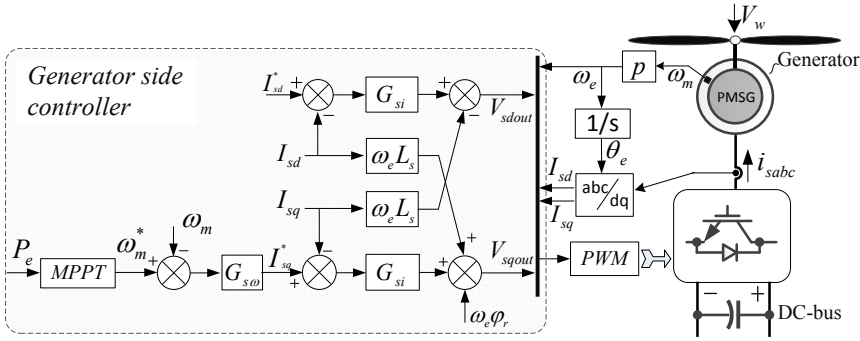 Generator side
controller
I*sd
+
−
G_si
+
−
V_sdout
I_sd
ω_e L_s
I_sq
ω_e L_s
P_e
MPPT
ω*_m
+
ω_m
−
G_sω
I*_sq
+
−
G_si
+
+
+
V_sqout
ω_e φ_r
V_w
Generator
PMSG
ω_m
p
ω_e
1/s
θ_e
abc/dq
I_sd
I_sq
i_sabc
PWM
−
+
DC-bus